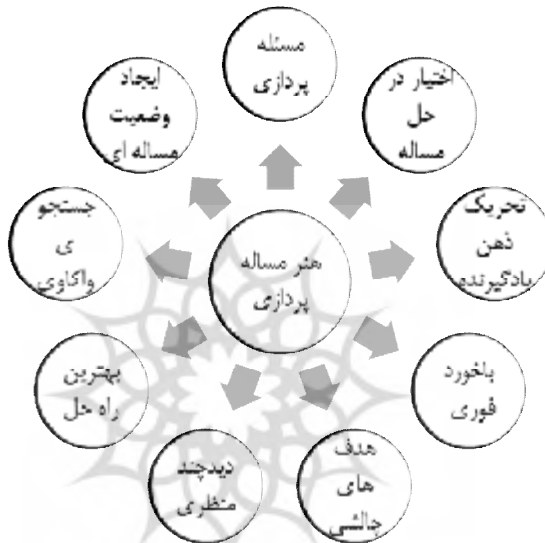 مسئله
پردازی
اختیار در
حل
مساله
تحریک
ذهن
یادگیرنده
باخورد
فوری
هدف
های
چالشی
دیدچند
منظری
بهترین
راه حل
جستجو
ی
واکاوی
ایجاد
وضعیت
مساله ای
هنر مساله
پردازی